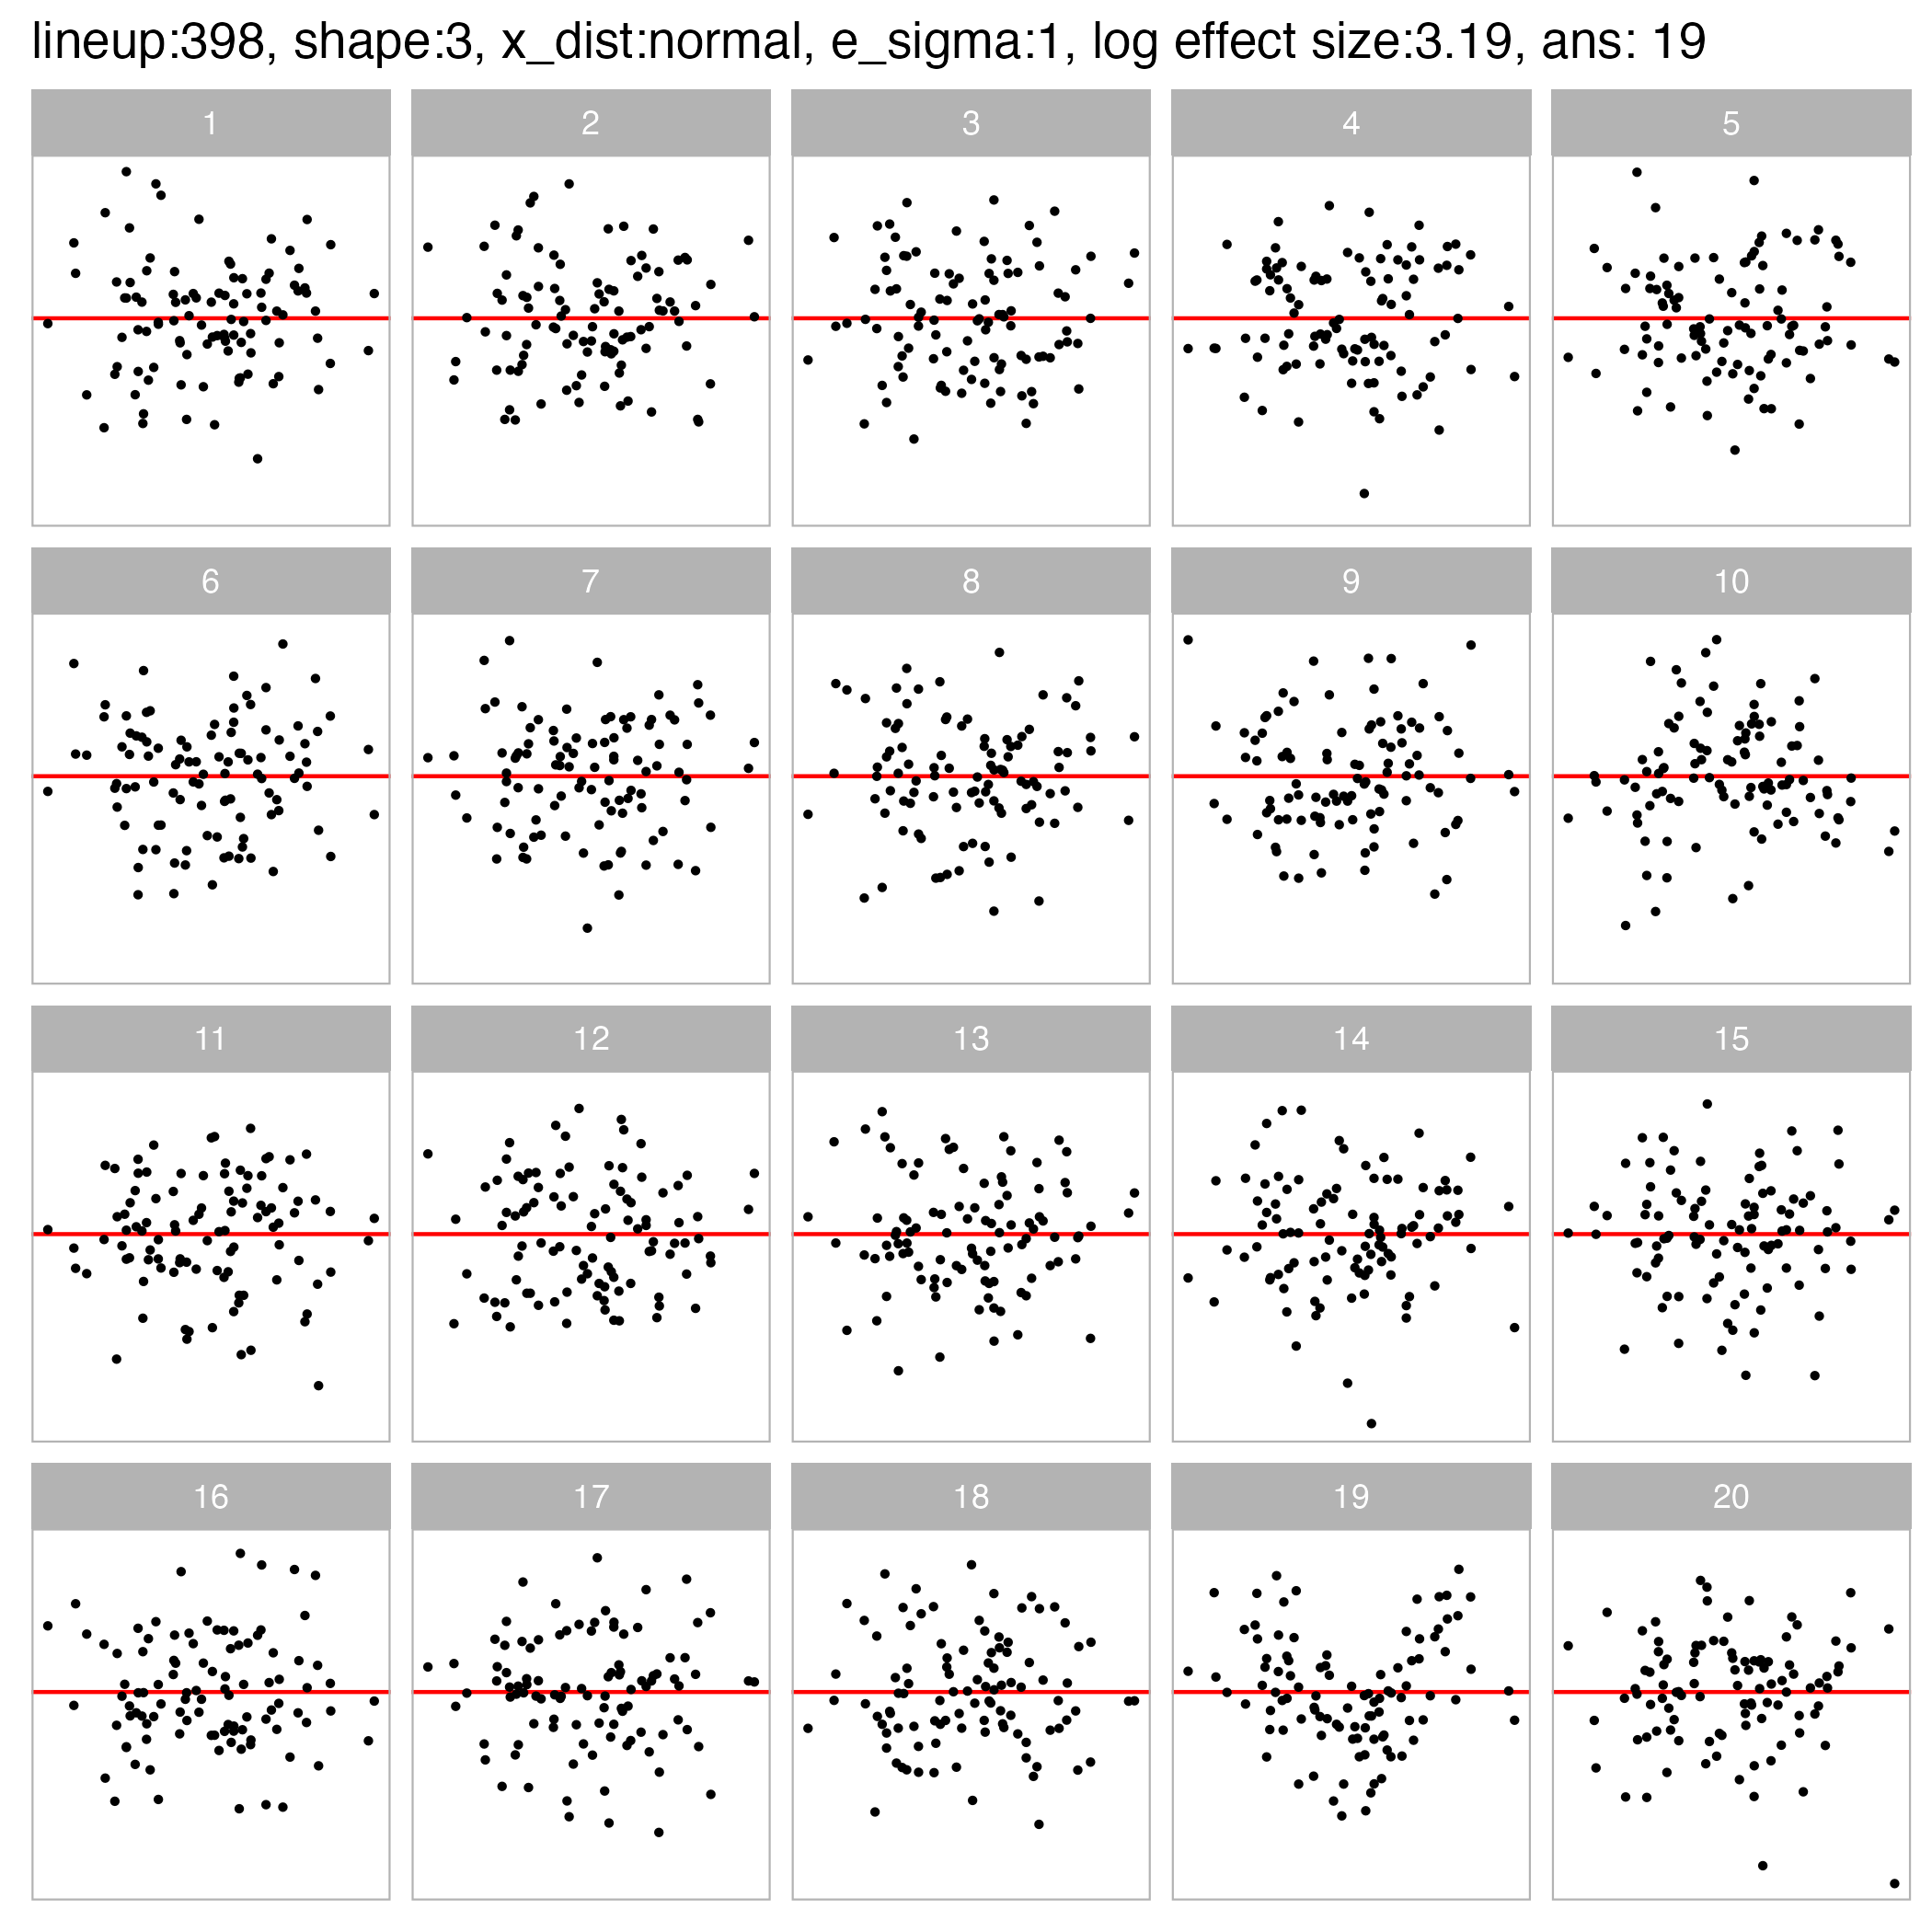 lineup:398, shape:3, x_dist:normal, e_sigma:1, log effect size:3.19, ans: 19
1 2 3 4 5
6 7 8 9 10
11 12 13 14 15
16 17 18 19 20